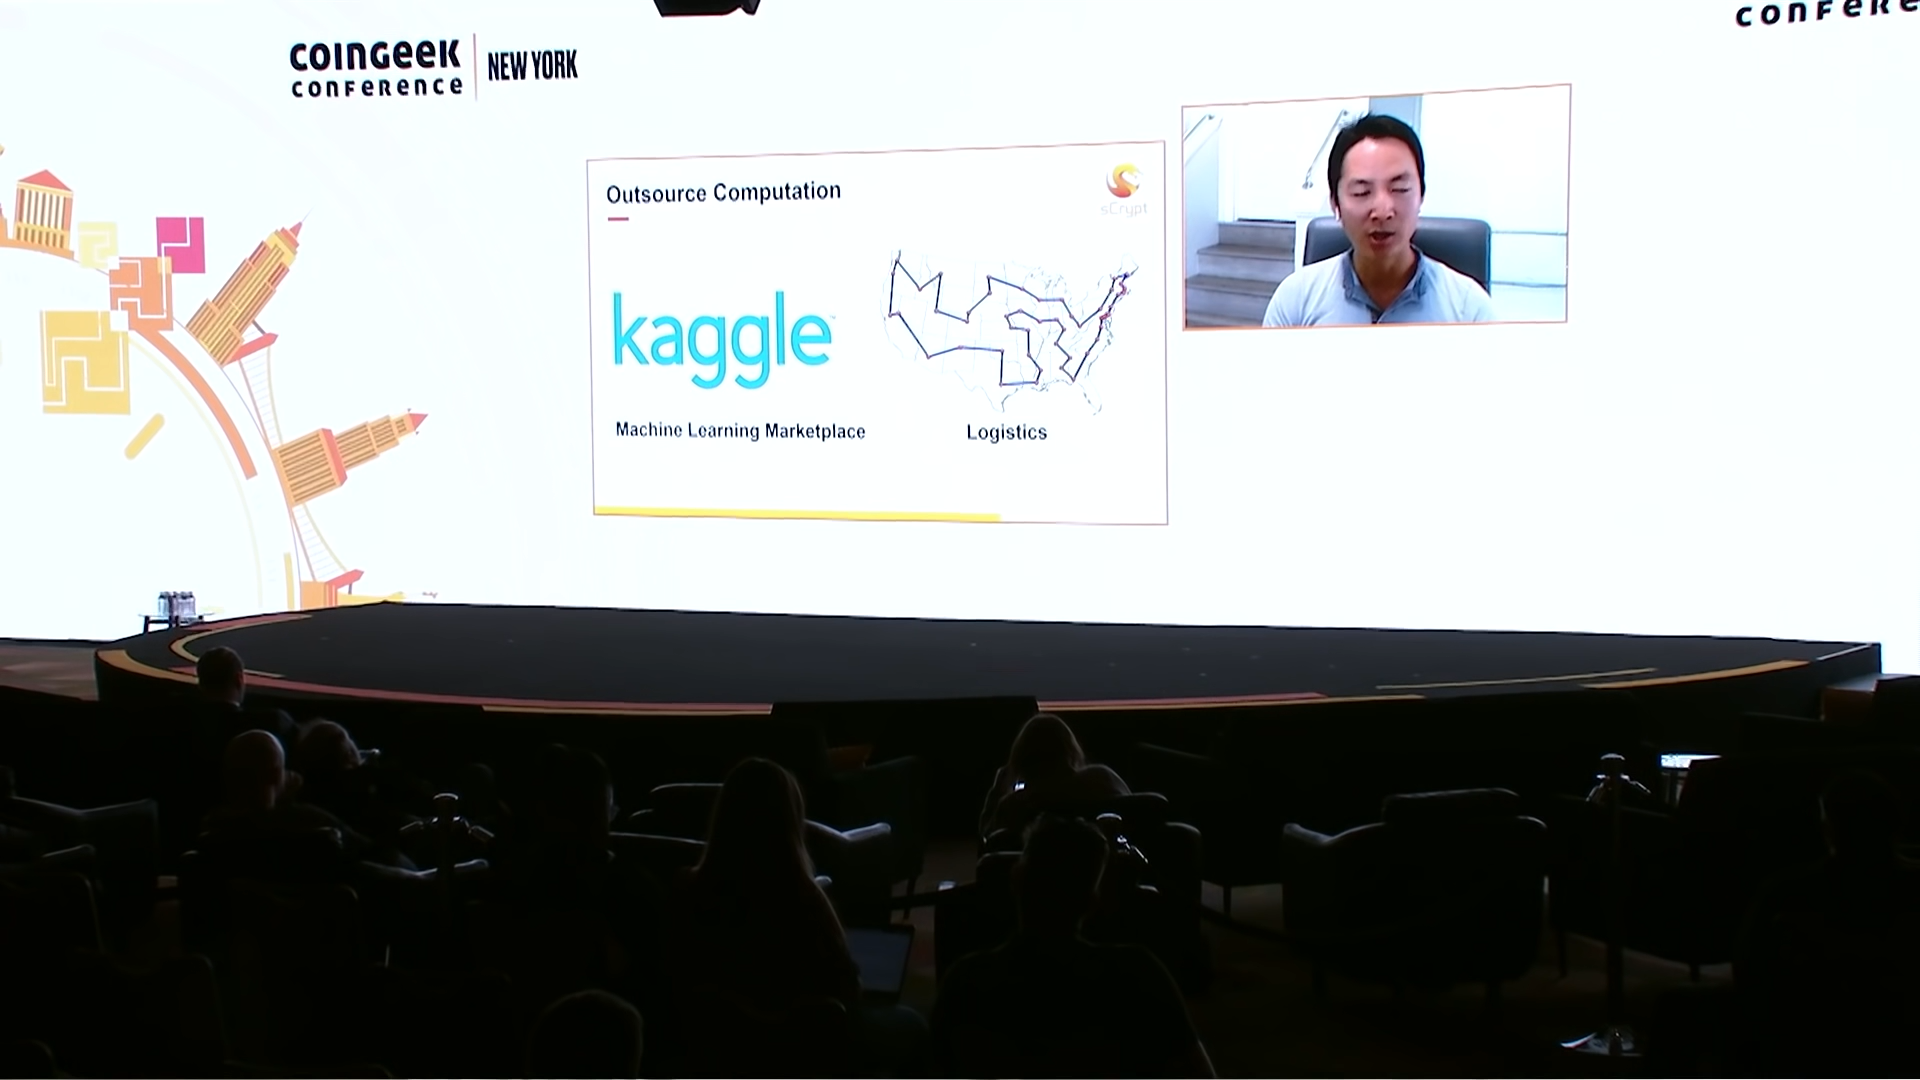 COINGEEK
CONFERENCE
NEW YORK
CONFERE
Outsource Computation
sCrypt
kaggle
Machine Learning Marketplace
Logistics